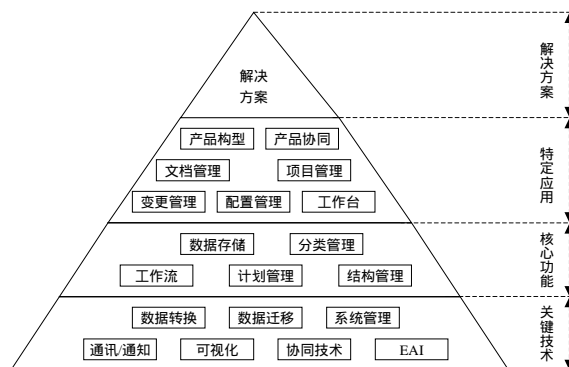 解决
方案
产品构型 产品协同
文档管理 项目管理
变更管理 配置管理 工作台
数据存储 分类管理
工作流 计划管理 结构管理
数据转换 数据迁移 系统管理
通讯/通知 可视化 协同技术 EAI
解决方案
特定应用
核心功能
关键技术